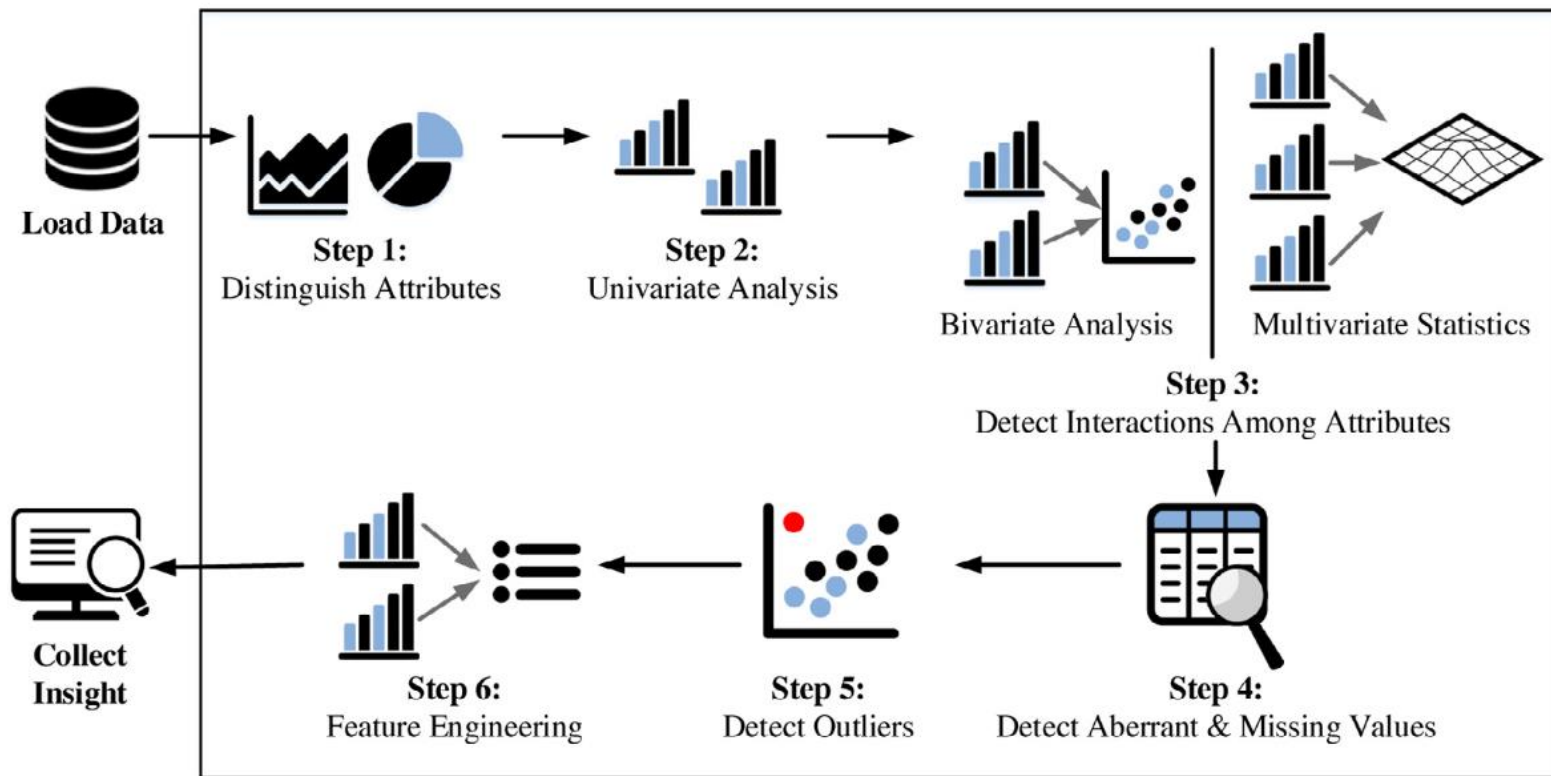 Load Data
Step 1:
Distinguish Attributes
Step 2:
Univariate Analysis
Bivariate Analysis
Multivariate Statistics
Step 3:
Detect Interactions Among Attributes
Step 4:
Detect Aberrant & Missing Values
Step 5:
Detect Outliers
Step 6:
Feature Engineering
Collect
Insight